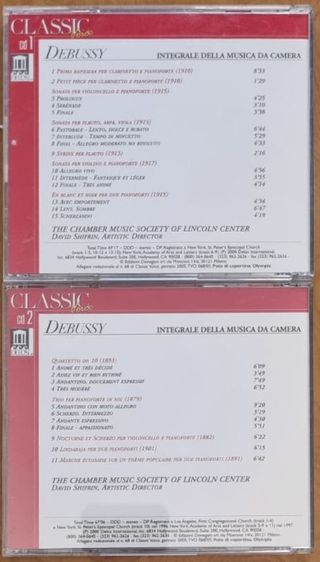 CLASSIC
Voice
CD 1
DEBUSSY
INTEGRALE DELLA MUSICA DA CAMERA
DELOS
1 PRIMA RAPSODIA PER CLARINETTO E PIANOFORTE (1910) 8'33
2 PETIT PIÈCE PER CLARINETTO E PIANOFORTE (1910) 1'29
SONATA PER VIOLONCELLO E PIANOFORTE (1915)
3 PROLOGUE 4'25
4 SÉRÉNADE 3'10
5 FINALE 3'38
SONATA PER FLAUTO, ARPA, VIOLA (1915)
6 PASTORALE - LENTO, DOLCE E RUBATO 6'44
7 INTERLUDE - TEMPO DI MINUETTO 5'29
8 FINAL - ALLEGRO MODERATO MA RISOLUTO 4'33
9 SYRINX PER FLAUTO (1913) 2'16
SONATA PER VIOLINO E PIANOFORTE (1917)
10 ALLEGRO VIVO 4'56
11 INTERMÈDE - FANTASQUE ET LÉGER 3'55
12 FINALE - TRÈS ANIMÉ 4'24
EN BLANC ET NOIR PER DUE PIANOFORTI (1915)
13 AVEC EMPORTEMENT 4'36
14 LENT. SOMBRE 6'47
15 SCHERZANDO 4'19
THE CHAMBER MUSIC SOCIETY OF LINCOLN CENTER
DAVID SHIFRIN, ARTISTIC DIRECTOR
CLASSIC
Voice
CD 2
DEBUSSY
INTEGRALE DELLA MUSICA DA CAMERA
DELOS
QUARTETTO OP. 10 (1893)
1 ANIMÉ ET TRÈS DÉCIDÉ 6'09
2 ASSEZ VIF ET BIEN RYTHMÉ 3'49
3 ANDANTINO, DOUCEMENT EXPRESSIF 7'49
4 TRÈS MODÉRÉ 6'52
TRIO PER PIANOFORTE IN SOL (1879)
5 ANDANTINO CON MOTO ALLEGRO 9'20
6 SCHERZO. INTERMEZZO 3'19
7 ANDANTE ESPRESSIVO 4'30
8 FINALE - APPASSIONATO 5'51
9 NOCTURNE ET SCHERZO PER VIOLONCELLO E PIANOFORTE (1882) 6'22
10 LINDARAJA PER DUE PIANOFORTI (1901) 6'15
11 MARCHE ÉCOSSAISE SUR UN THÈME POPULAIRE PER DUE PIANOFORTI (1891) 6'42
THE CHAMBER MUSIC SOCIETY OF LINCOLN CENTER
DAVID SHIFRIN, ARTISTIC DIRECTOR